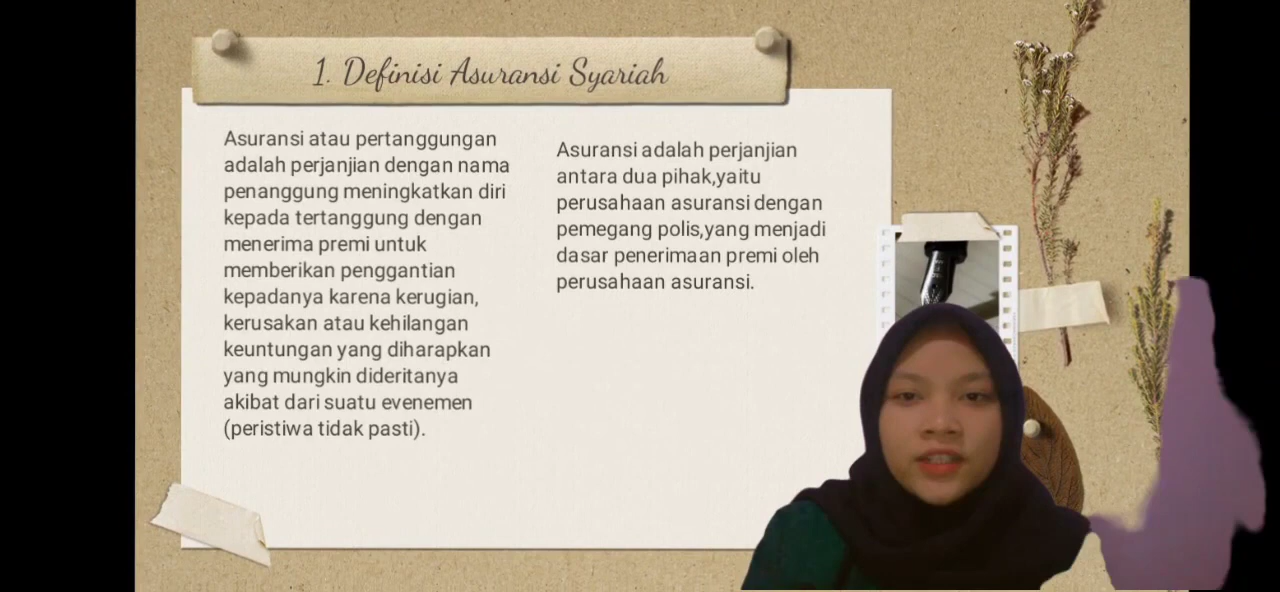 1. Definisi Asuransi Syariah
Asuransi atau pertanggungan
adalah perjanjian dengan nama
penanggung meningkatkan diri
kepada tertanggung dengan
menerima premi untuk
memberikan penggantian
kepadanya karena kerugian,
kerusakan atau kehilangan
keuntungan yang diharapkan
yang mungkin dideritanya
akibat dari suatu evenemen
(peristiwa tidak pasti).
Asuransi adalah perjanjian
antara dua pihak,yaitu
perusahaan asuransi dengan
pemegang polis,yang menjadi
dasar penerimaan premi oleh
perusahaan asuransi.